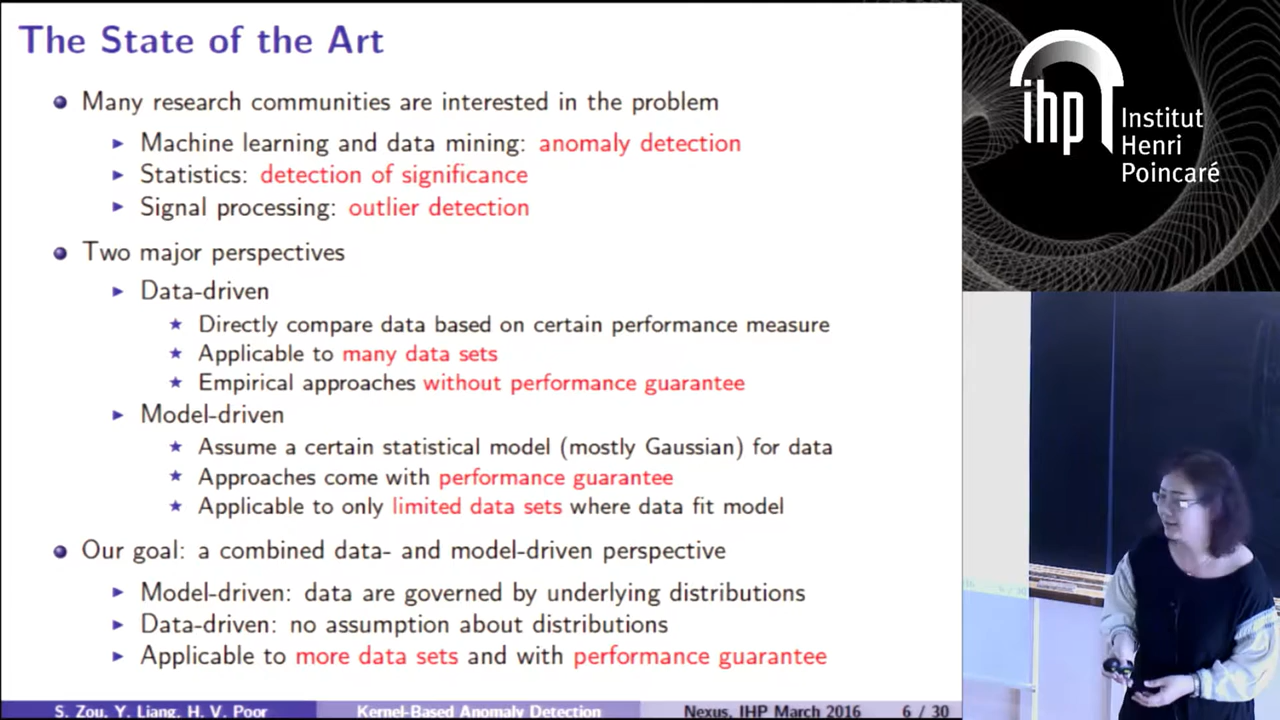 The State of the Art
Many research communities are interested in the problem
Machine learning and data mining: anomaly detection
Statistics: detection of significance
Signal processing: outlier detection
Two major perspectives
Data-driven
Directly compare data based on certain performance measure
Applicable to many data sets
Empirical approaches without performance guarantee
Model-driven
Assume a certain statistical model (mostly Gaussian) for data
Approaches come with performance guarantee
Applicable to only limited data sets where data fit model
Our goal: a combined data- and model-driven perspective
Model-driven: data are governed by underlying distributions
Data-driven: no assumption about distributions
Applicable to more data sets and with performance guarantee
S. Zou, Y. Liang, H. V. Poor Kernel-Based Anomaly Detection Nexus, IHP March 2016 6 / 30
ihp
Institut
Henri
Poincaré